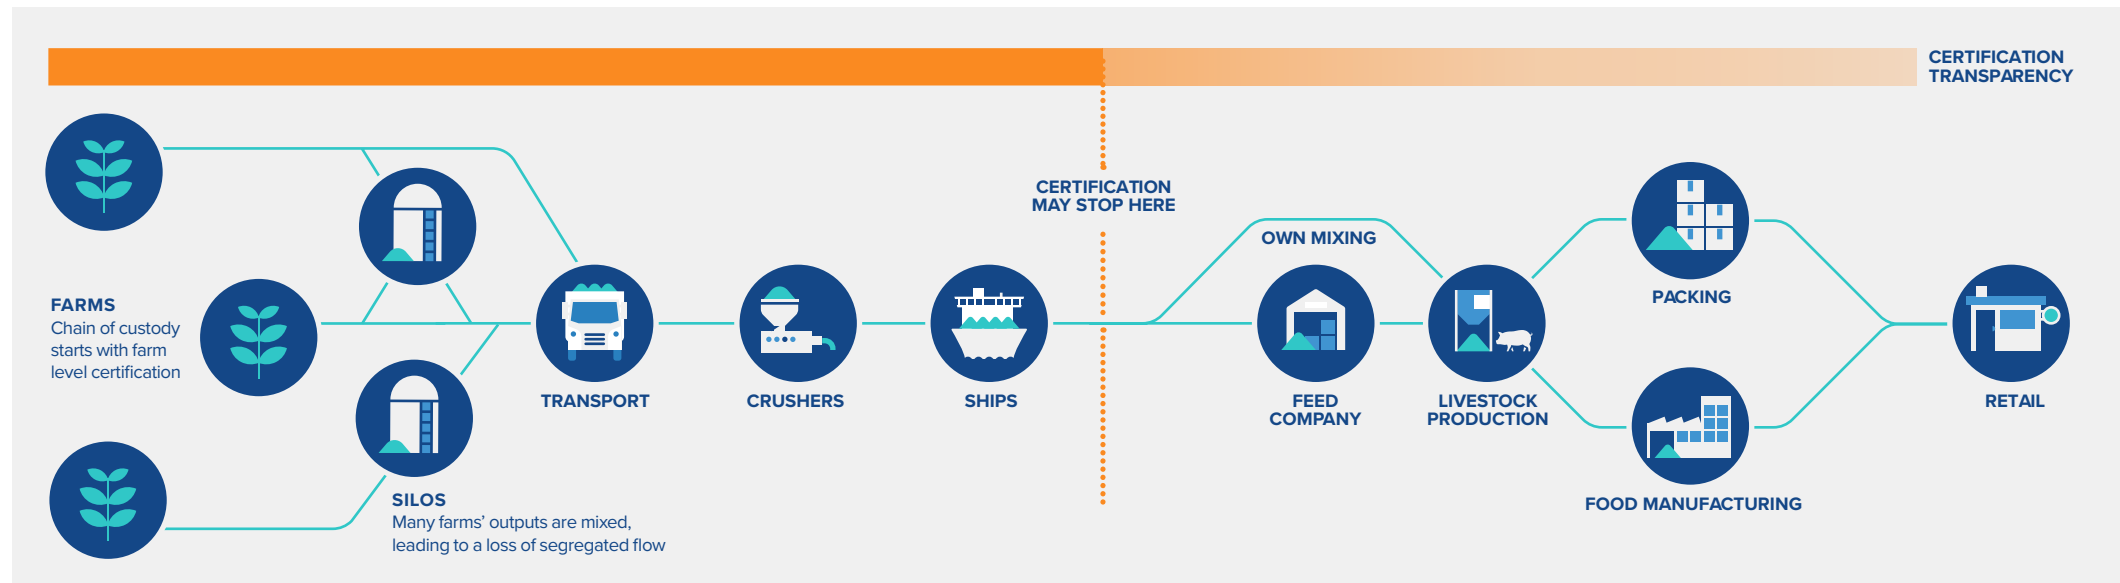 CERTIFICATION
TRANSPARENCY
CERTIFICATION
MAY STOP HERE
OWN MIXING
FARMS
Chain of custody
starts with farm
level certification
PACKING
TRANSPORT
CRUSHERS
SHIPS
FEED
COMPANY
LIVESTOCK
PRODUCTION
RETAIL
SILOS
Many farms’ outputs are mixed,
leading to a loss of segregated flow
FOOD MANUFACTURING